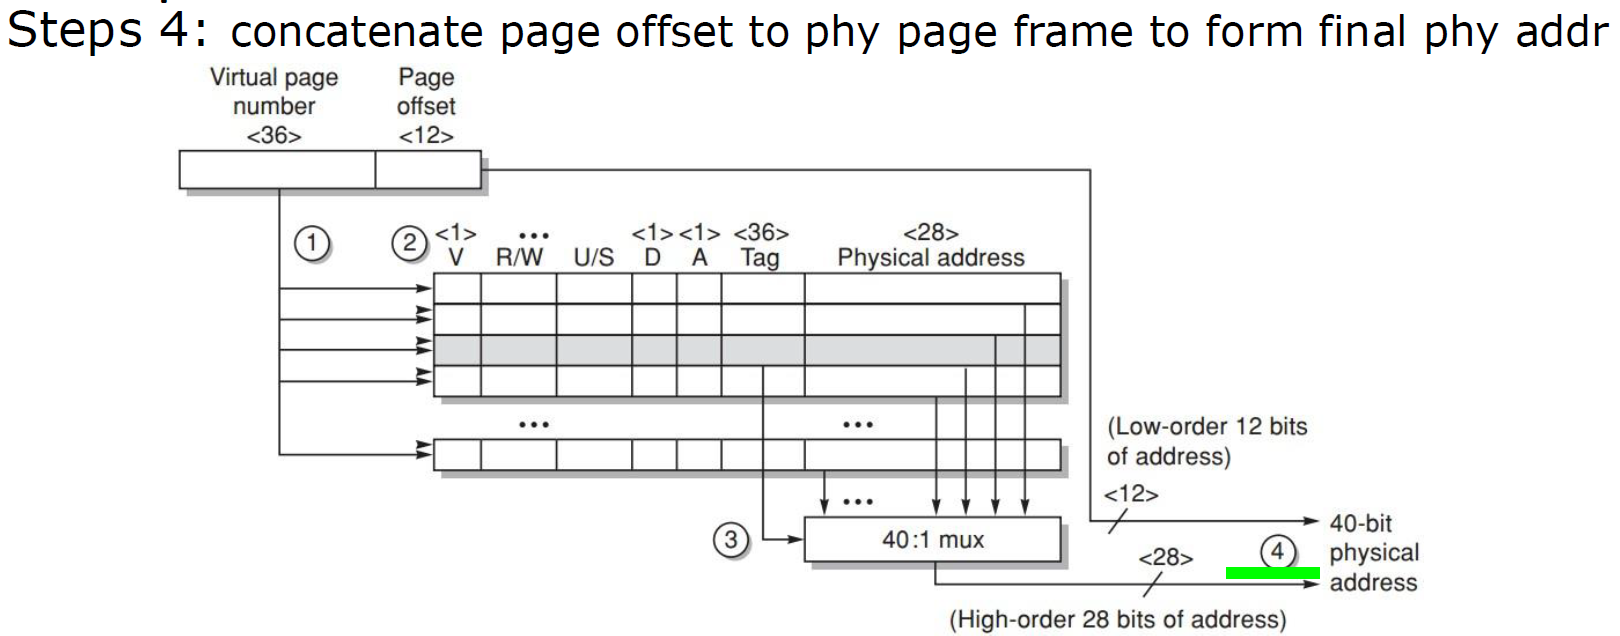 Steps 4: concatenate page offset to phy page frame to form final phy addr
Virtual page
number
<36>
Page
offset
<12>
1
2
<1>
V
•••
R/W
U/S
<1>
D
<1>
A
<36>
Tag
<28>
Physical address
•••
•••
(Low-order 12 bits
of address)
<12>
•••
3
40:1 mux
<28>
4
40-bit
physical
address
(High-order 28 bits of address)